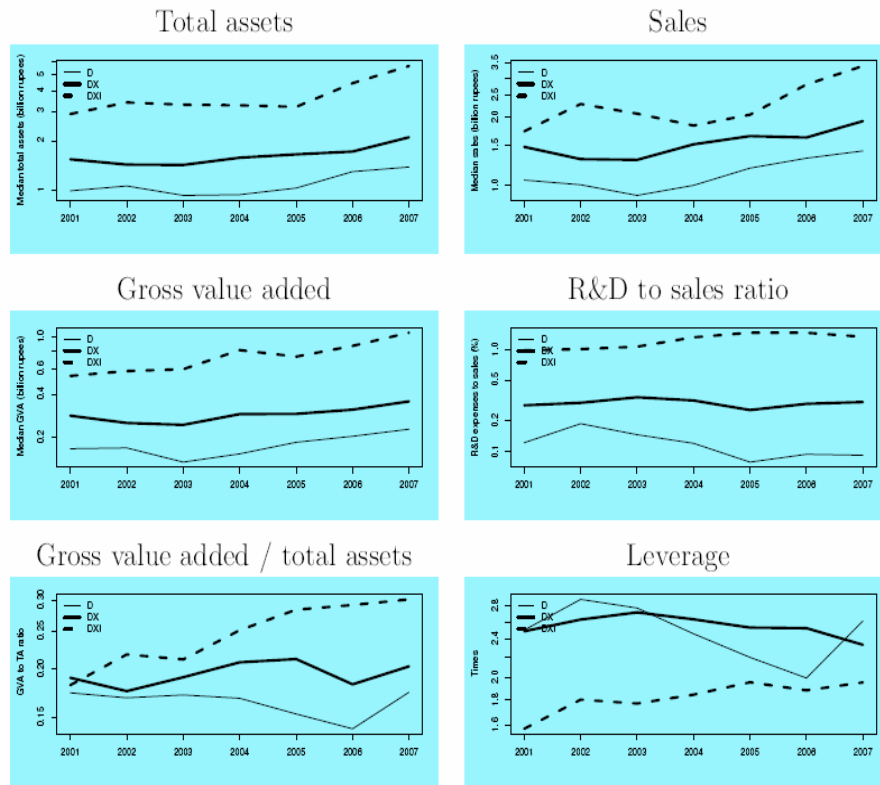 Total assets
Median total assets (billion rupees)
5
4
3
2
1
D
DX
DXI
2001 2002 2003 2004 2005 2006 2007
Sales
Median sales (billion rupees)
3.5
2.5
2.0
1.5
1.0
D
DX
DXI
2001 2002 2003 2004 2005 2006 2007
Gross value added
Median GVA (billion rupees)
1.0
0.6
0.4
0.2
D
DX
DXI
2001 2002 2003 2004 2005 2006 2007
R&D to sales ratio
R&D expenses to sales (%)
1.0
0.5
0.2
0.1
D
DX
DXI
2001 2002 2003 2004 2005 2006 2007
Gross value added / total assets
GVA to TA ratio
0.30
0.25
0.20
0.15
D
DX
DXI
2001 2002 2003 2004 2005 2006 2007
Leverage
Times
2.8
2.4
2.0
1.8
1.6
D
DX
DXI
2001 2002 2003 2004 2005 2006 2007